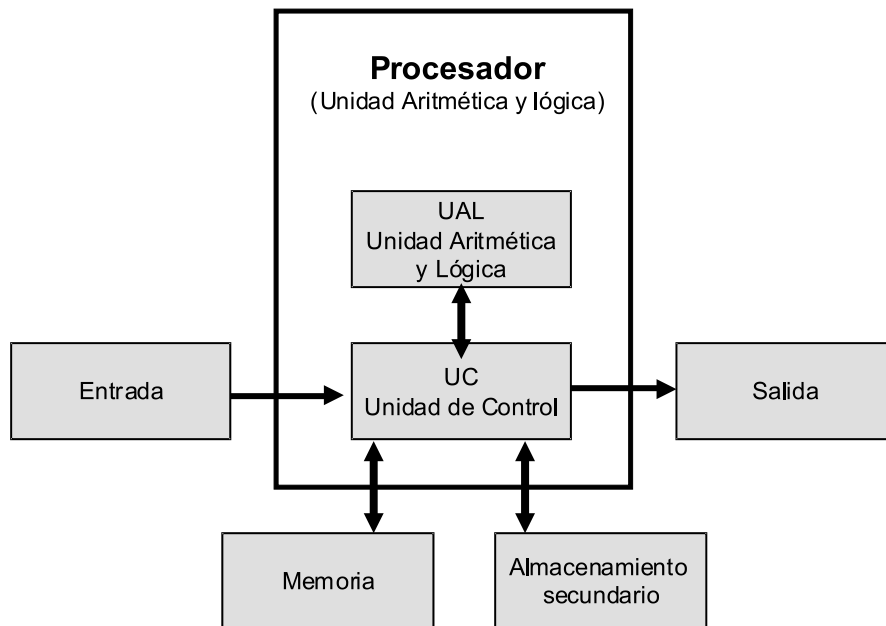 Procesador
(Unidad Aritmética y lógica)
UAL
Unidad Aritmética
y Lógica
Entrada
UC
Unidad de Control
Salida
Memoria
Almacenamiento
secundario